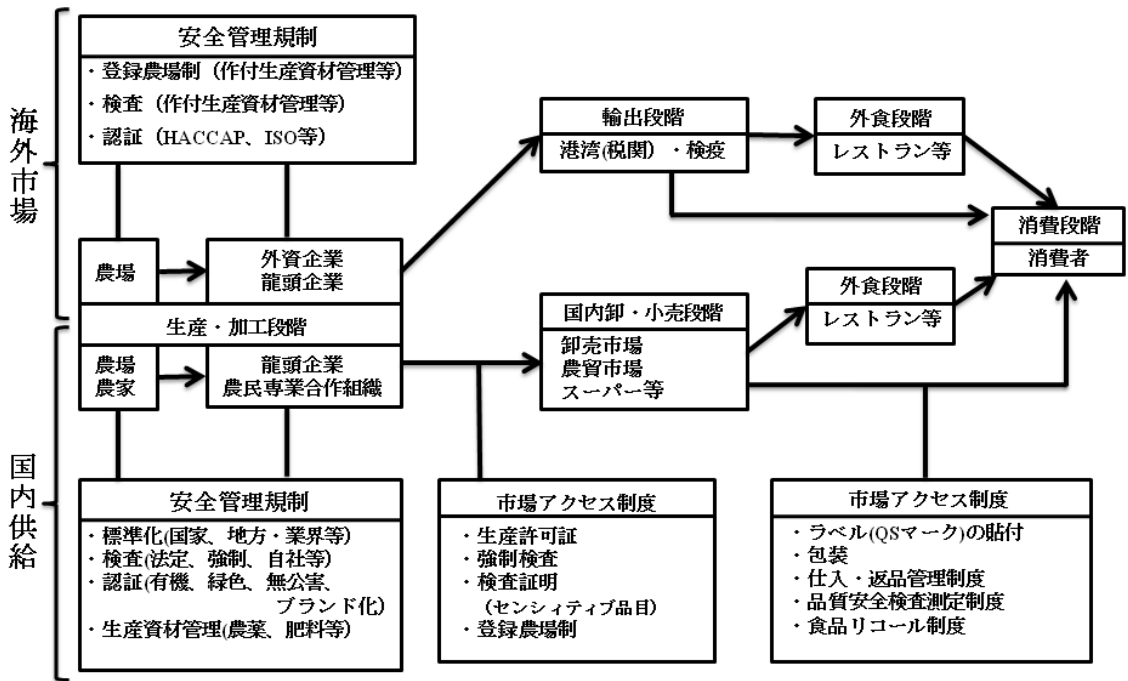 海外市場
安全管理規制
・登録農場制（作付生産資材管理等）
・検査（作付生産資材管理等）
・認証（HACCAP、ISO等）
農場
外資企業
龍頭企業
生産・加工段階
農場
農家
龍頭企業
農民専業合作組織
輸出段階
港湾(税関）・検疫
外食段階
レストラン等
消費段階
消費者
国内卸・小売段階
卸売市場
農貿市場
スーパー等
外食段階
レストラン等
国内供給
安全管理規制
・標準化(国家、地方・業界等）
・検査(法定、強制、自社等）
・認証(有機、緑色、無公害、
ブランド化）
・生産資材管理(農薬、肥料等）
市場アクセス制度
・生産許可証
・強制検査
・検査証明
（センシィティブ品目）
・登録農場制
市場アクセス制度
・ラベル(QSマーク)の貼付
・包装
・仕入・返品管理制度
・品質安全検査測定制度
・食品リコール制度